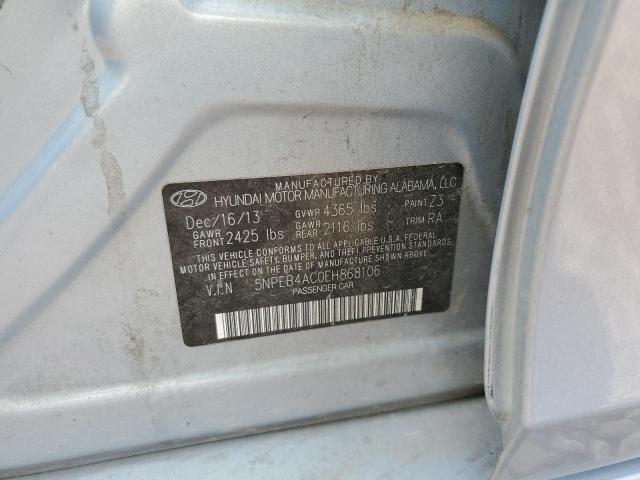 MANUFACTURED BY
HYUNDAI MOTOR MANUFACTURING ALABAMA, LLC
Dec/16/13 GVWR 4365 lbs PAINT Z3
GAWR FRONT 2425 lbs GAWR REAR 2116 lbs TRIM RA
THIS VEHICLE CONFORMS TO ALL APPLICABLE U.S.A. FEDERAL
MOTOR VEHICLE SAFETY, BUMPER, AND THEFT PREVENTION
STANDARDS IN EFFECT ON THE DATE OF MANUFACTURE SHOWN ABOVE.
V.I.N 5NPEB4AC0EH868106
PASSENGER CAR